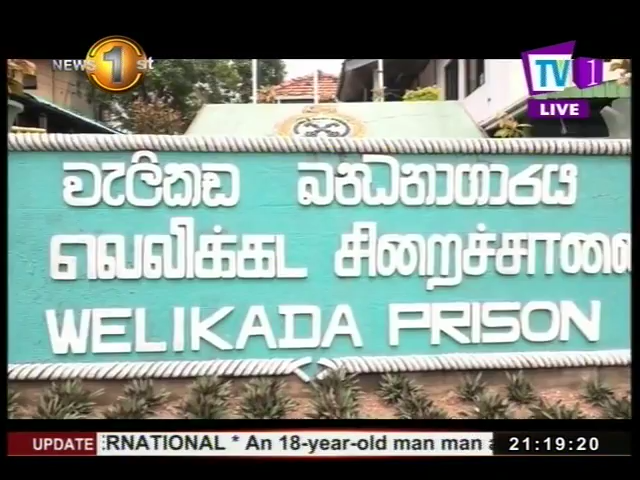 NEWS 1st
TV 1
LIVE
වැලිකඩ බන්ධනාගාරය
வெலிக்கட சிறைச்சாலை
WELIKADA PRISON
UPDATE RNATIONAL * An 18-year-old man man a 21:19:20